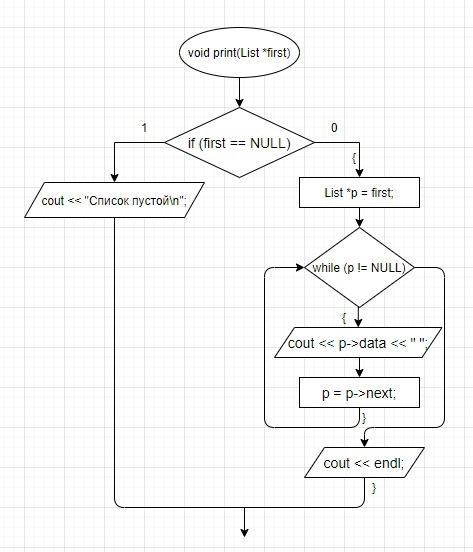 void print(List *first)
1
0
if (first == NULL)
{
cout << "Список пустой\n";
List *p = first;
while (p != NULL)
{
cout << p->data << " ";
p = p->next;
}
cout << endl;
}